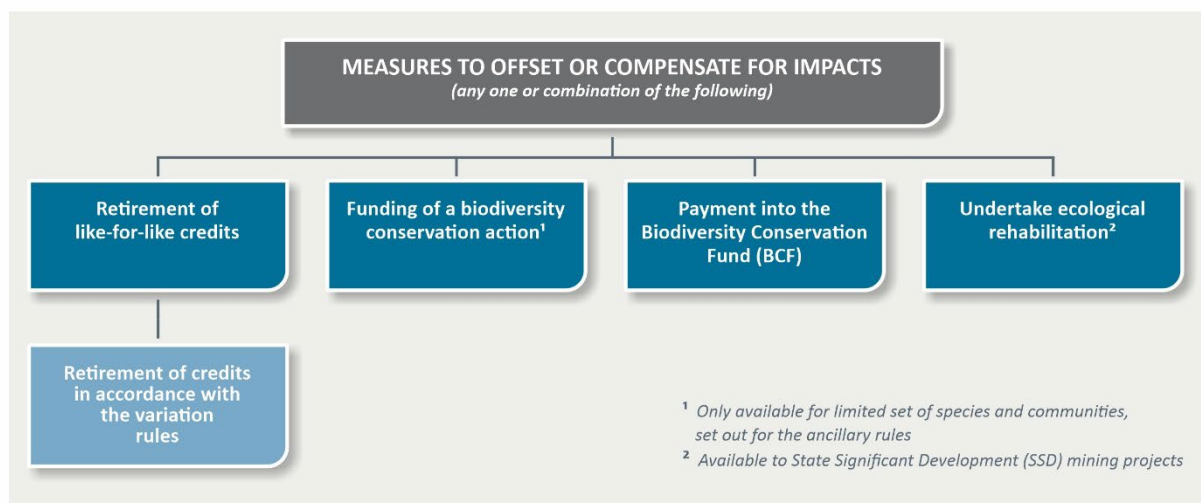 MEASURES TO OFFSET OR COMPENSATE FOR IMPACTS
(any one or combination of the following)
Retirement of
like-for-like credits
Funding of a biodiversity
conservation action¹
Payment into the
Biodiversity Conservation
Fund (BCF)
Undertake ecological
rehabilitation²
Retirement of credits
in accordance with
the variation
rules
¹ Only available for limited set of species and communities,
set out for the ancillary rules
² Available to State Significant Development (SSD) mining projects